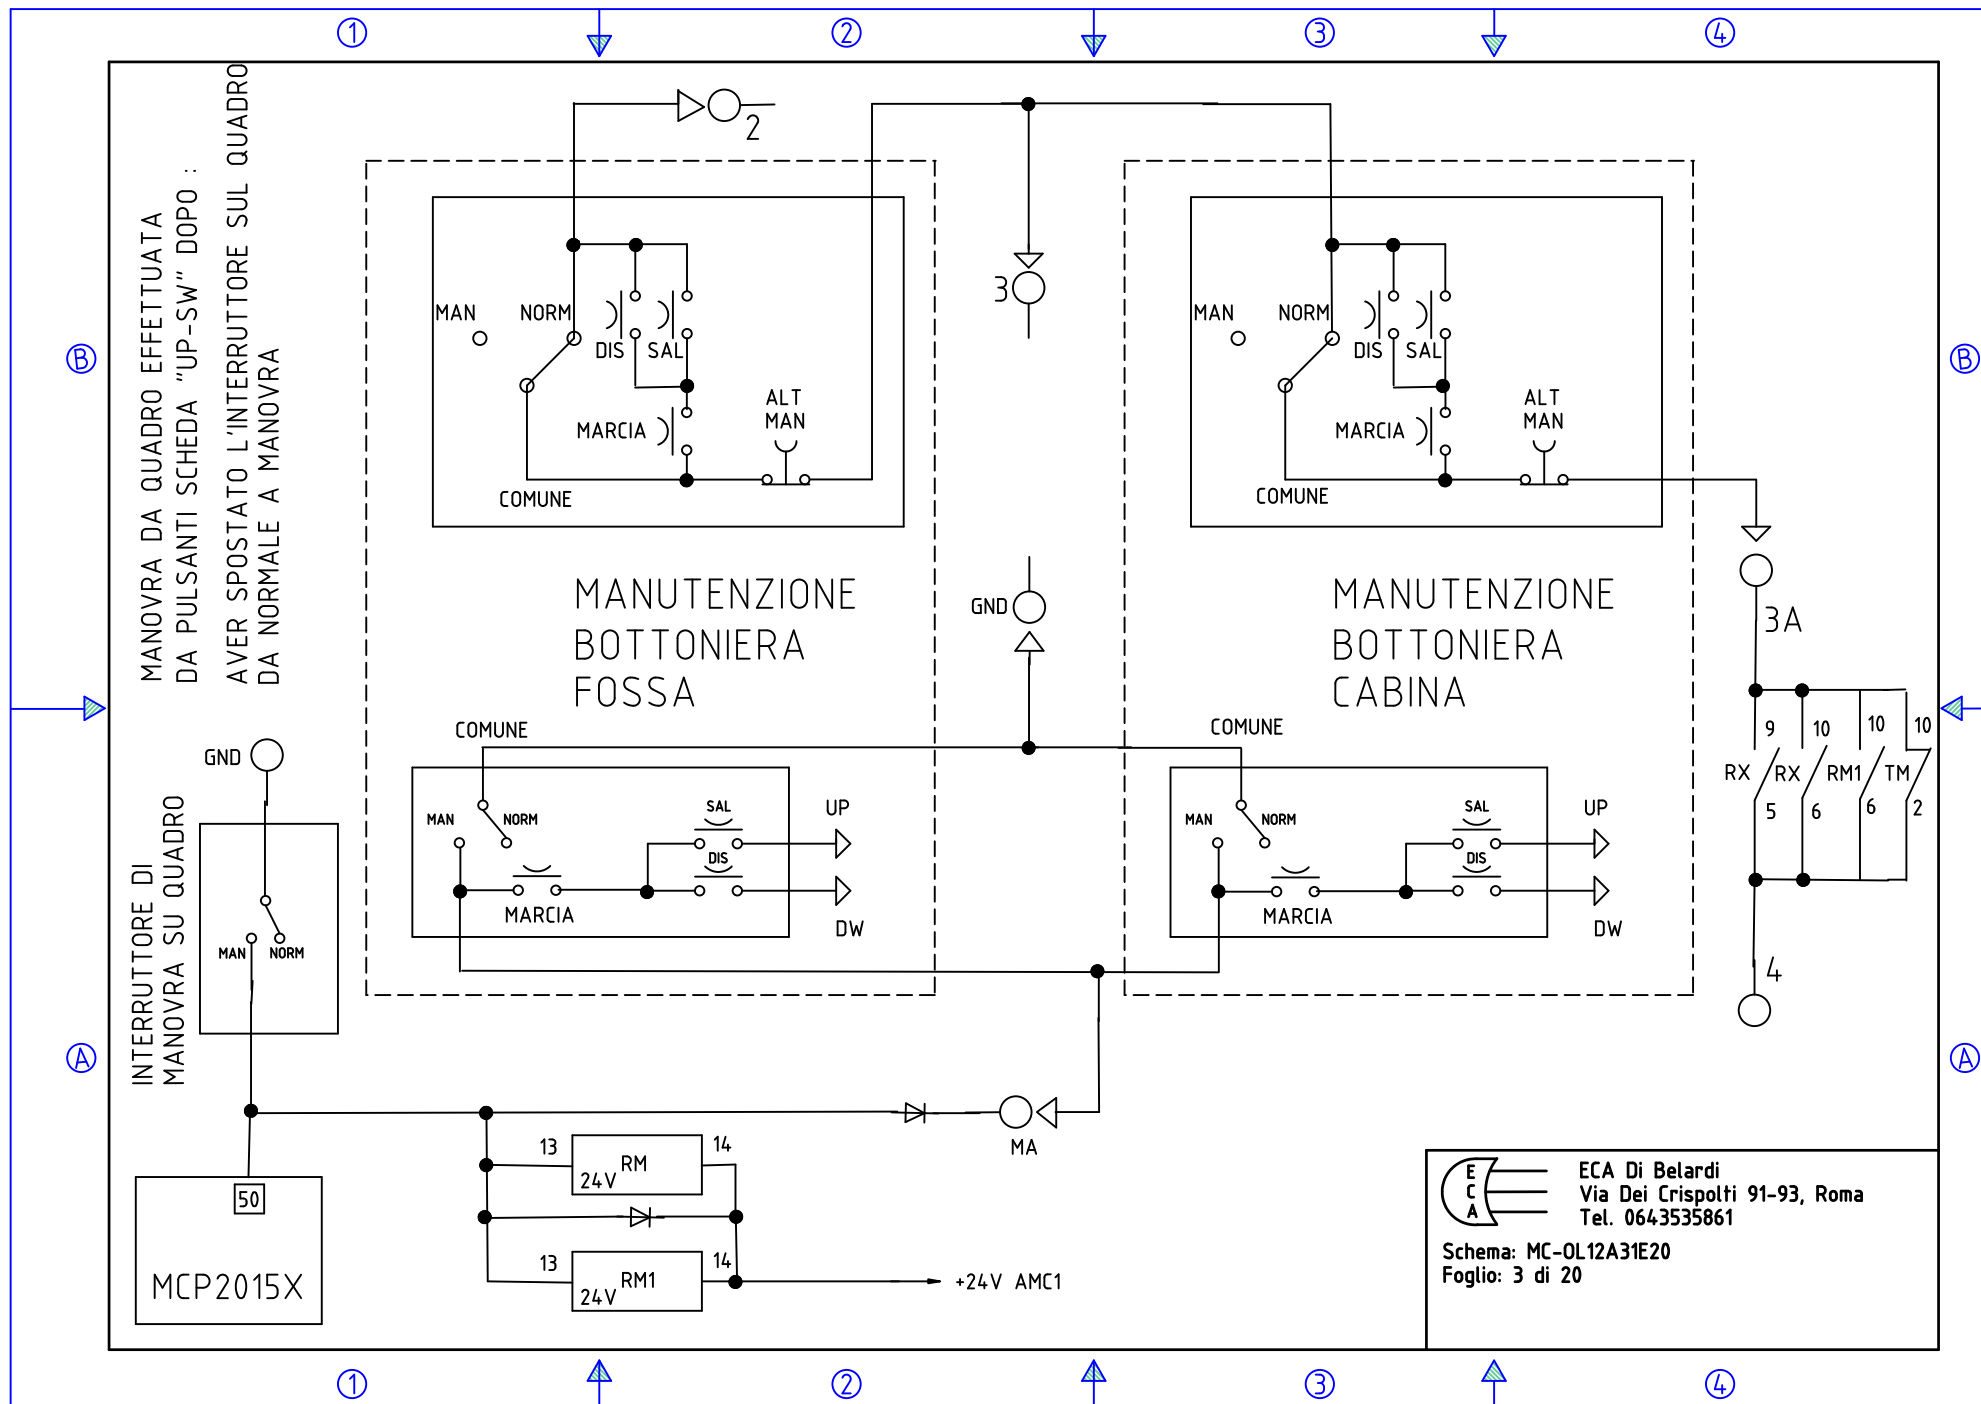 1
2
3
4
MANOVRA DA QUADRO EFFETTUATA
DA PULSANTI SCHEDA "UP-SW" DOPO :
AVER SPOSTATO L'INTERRUTTORE SUL QUADRO
DA NORMALE A MANOVRA
2
3
MAN
NORM
DIS
SAL
MARCIA
ALT
MAN
COMUNE
MAN
NORM
DIS
SAL
MARCIA
ALT
MAN
COMUNE
B
B
MANUTENZIONE
BOTTONIERA
FOSSA
GND
MANUTENZIONE
BOTTONIERA
CABINA
3A
COMUNE
COMUNE
GND
INTERRUTTORE DI
MANOVRA SU QUADRO
MAN
NORM
MAN
NORM
MARCIA
SAL
DIS
UP
DW
MAN
NORM
MARCIA
SAL
DIS
UP
DW
9
10
10
10
RX
RX
RM1
TM
5
6
6
2
4
A
A
MA
13
RM
24V
14
13
RM1
24V
14
+24V AMC1
50
MCP2015X
E
C
A
ECA Di Belardi
Via Dei Crispolti 91-93, Roma
Tel. 0643535861
Schema: MC-OL12A31E20
Foglio: 3 di 20
1
2
3
4